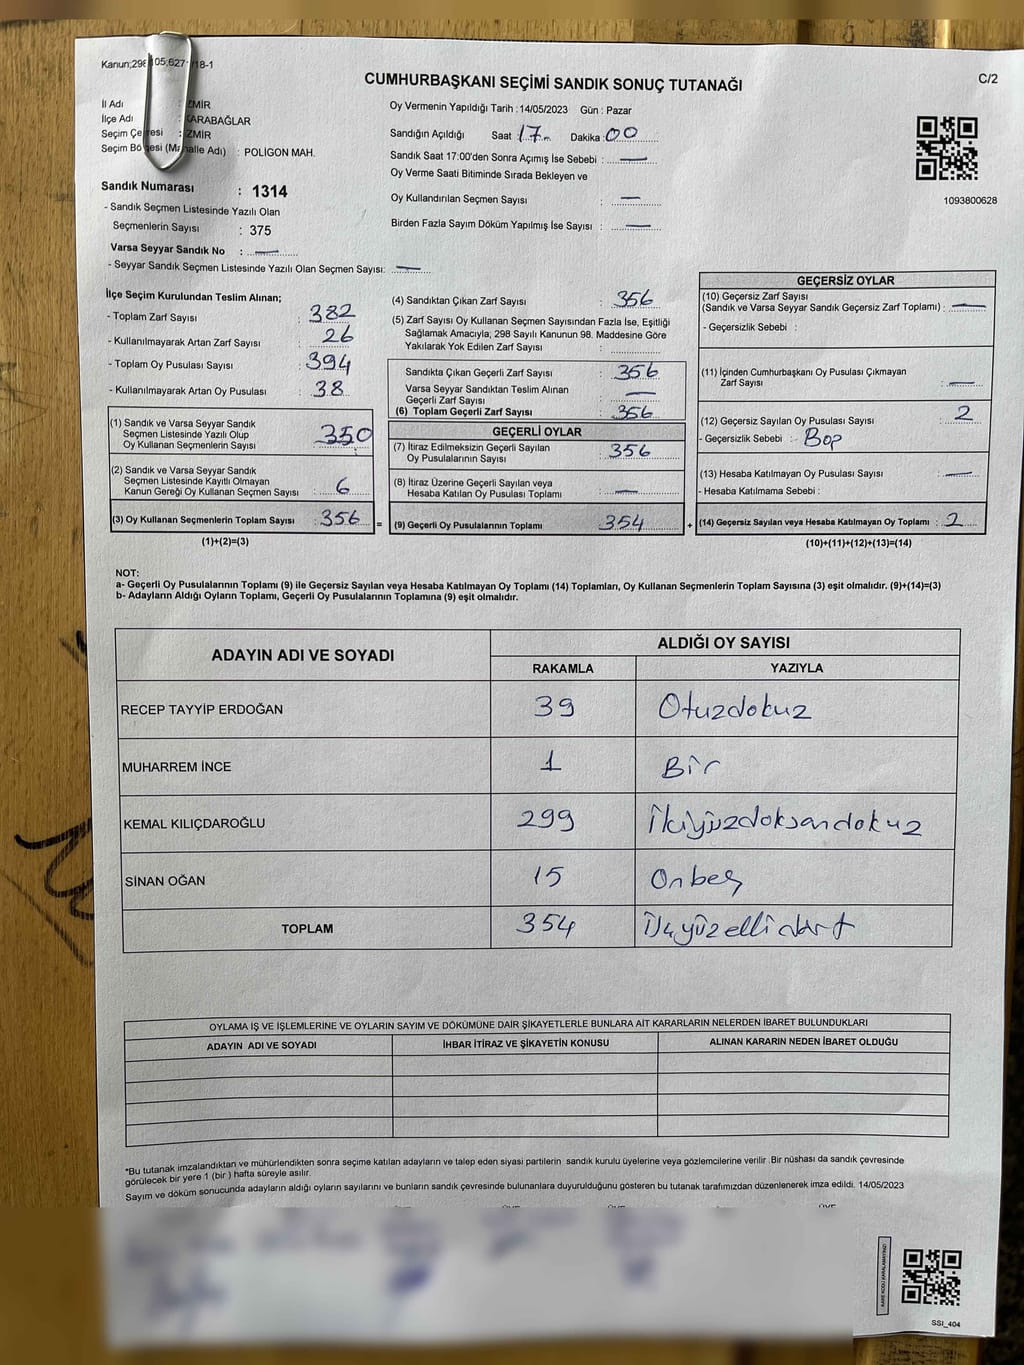 Kanun;298 105;627 /18-1
CUMHURBAŞKANI SEÇİMİ SANDIK SONUÇ TUTANAĞI
C/2
İl Adı : İZMİR
İlçe Adı : KARABAĞLAR
Seçim Çevresi : İZMİR
Seçim Bölgesi (Mahalle Adı) : POLİGON MAH.
Sandık Numarası : 1314
- Sandık Seçmen Listesinde Yazılı Olan
Seçmenlerin Sayısı : 375
Varsa Seyyar Sandık No : —
- Seyyar Sandık Seçmen Listesinde Yazılı Olan Seçmen Sayısı: —
Oy Vermenin Yapıldığı Tarih : 14/05/2023 Gün : Pazar
Sandığın Açıldığı Saat 17 Dakika 00
Sandık Saat 17:00'den Sonra Açımış İse Sebebi : —
Oy Verme Saati Bitiminde Sırada Bekleyen ve
Oy Kullandırılan Seçmen Sayısı : —
Birden Fazla Sayım Döküm Yapılmış İse Sayısı : —
1093800628
İlçe Seçim Kurulundan Teslim Alınan;
- Toplam Zarf Sayısı : 382
- Kullanılmayarak Artan Zarf Sayısı : 26
- Toplam Oy Pusulası Sayısı : 394
- Kullanılmayarak Artan Oy Pusulası : 38
(1) Sandık ve Varsa Seyyar Sandık
Seçmen Listesinde Yazılı Olup
Oy Kullanan Seçmenlerin Sayısı : 350
(2) Sandık ve Varsa Seyyar Sandık
Seçmen Listesinde Kayıtlı Olmayan
Kanun Gereği Oy Kullanan Seçmen Sayısı : 6
(3) Oy Kullanan Seçmenlerin Toplam Sayısı : 356 =
(1)+(2)=(3)
(4) Sandıktan Çıkan Zarf Sayısı : 356
(5) Zarf Sayısı Oy Kullanan Seçmen Sayısından Fazla İse, Eşitliği
Sağlamak Amacıyla; 298 Sayılı Kanunun 98. Maddesine Göre
Yakılarak Yok Edilen Zarf Sayısı :
Sandıkta Çıkan Geçerli Zarf Sayısı : 356
Varsa Seyyar Sandıktan Teslim Alınan
Geçerli Zarf Sayısı : —
(6) Toplam Geçerli Zarf Sayısı : 356
GEÇERLİ OYLAR
(7) İtiraz Edilmeksizin Geçerli Sayılan
Oy Pusulalarının Sayısı : 356
(8) İtiraz Üzerine Geçerli Sayılan veya
Hesaba Katılan Oy Pusulası Toplamı : —
(9) Geçerli Oy Pusulalarının Toplamı : 354 +
GEÇERSİZ OYLAR
(10) Geçersiz Zarf Sayısı
(Sandık ve Varsa Seyyar Sandık Geçersiz Zarf Toplamı) : —
- Geçersizlik Sebebi :
(11) İçinden Cumhurbaşkanı Oy Pusulası Çıkmayan
Zarf Sayısı : —
(12) Geçersiz Sayılan Oy Pusulası Sayısı : 2
- Geçersizlik Sebebi :
(13) Hesaba Katılmayan Oy Pusulası Sayısı : —
- Hesaba Katılmama Sebebi :
(14) Geçersiz Sayılan veya Hesaba Katılmayan Oy Toplamı : 2
(10)+(11)+(12)+(13)=(14)
NOT:
a- Geçerli Oy Pusulalarının Toplamı (9) ile Geçersiz Sayılan veya Hesaba Katılmayan Oy Toplamı (14) Toplamları, Oy Kullanan Seçmenlerin Toplam Sayısına (3) eşit olmalıdır. (9)+(14)=(3)
b- Adayların Aldığı Oyların Toplamı, Geçerli Oy Pusulalarının Toplamına (9) eşit olmalıdır.
ADAYIN ADI VE SOYADI
ALDIĞI OY SAYISI
RAKAMLA YAZIYLA
RECEP TAYYİP ERDOĞAN 39 Otuzdokuz
MUHARREM İNCE 1 Bir
KEMAL KILIÇDAROĞLU 299 İkiyüzdoksandokuz
SİNAN OĞAN 15 Onbeş
TOPLAM 354 Üçyüzellidört
OYLAMA İŞ VE İŞLEMLERİNE VE OYLARIN SAYIM VE DÖKÜMÜNE DAİR ŞİKAYETLERLE BUNLARA AİT KARARLARIN NELERDEN İBARET BULUNDUKLARI
ADAYIN ADI VE SOYADI İHBAR İTİRAZ VE ŞİKAYETİN KONUSU ALINAN KARARIN NEDEN İBARET OLDUĞU
*Bu tutanak imzalandıktan ve mühürlendikten sonra seçime katılan adayların ve talep eden siyasi partilerin sandık kurulu üyelerine veya gözlemcilerine verilir. Bir nüshası da sandık çevresinde
görülecek bir yere 1 (bir ) hafta süreyle asılır.
Sayım ve döküm sonucunda adayların aldığı oyların sayılarını ve bunların sandık çevresinde bulunanlara duyurulduğunu gösteren bu tutanak tarafımızdan düzenlenerek imza edildi. 14/05/2023
SSI_404